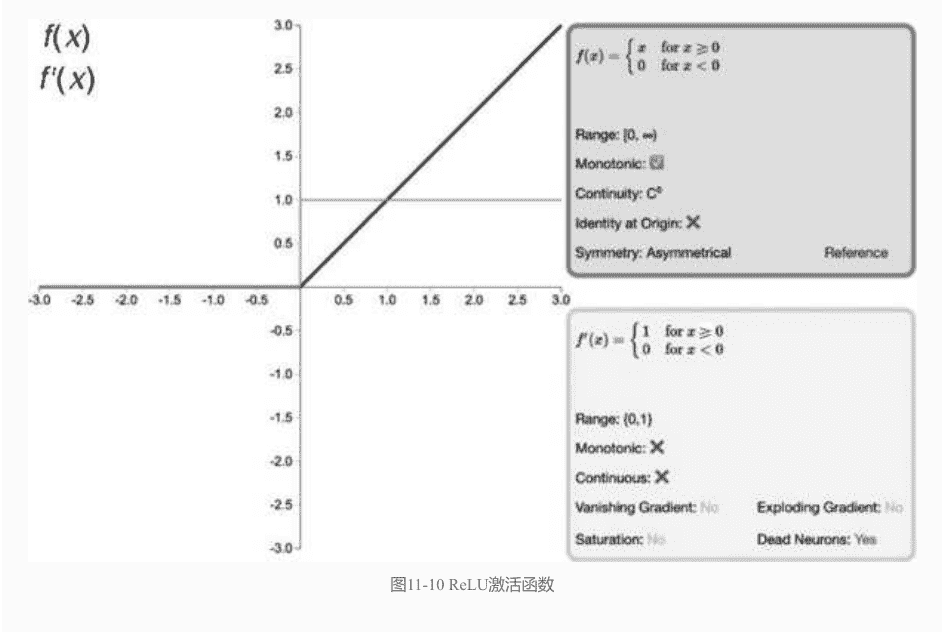 f(x)
f'(x)
3.0
2.5
2.0
1.5
1.0
0.5
-3.0 -2.5 -2.0 -1.5 -1.0 -0.5 0.5 1.0 1.5 2.0 2.5 3.0
-0.5
-1.0
-1.5
-2.0
-2.5
-3.0
f(x) = { x for x ≥ 0
0 for x < 0
Range: [0, ∞)
Monotonic: ☑
Continuity: C⁰
Identity at Origin: ✕
Symmetry: Asymmetrical Reference
f'(x) = { 1 for x ≥ 0
0 for x < 0
Range: {0,1}
Monotonic: ✕
Continuous: ✕
Vanishing Gradient: No Exploding Gradient: No
Saturation: No Dead Neurons: Yes
图11-10 ReLU激活函数